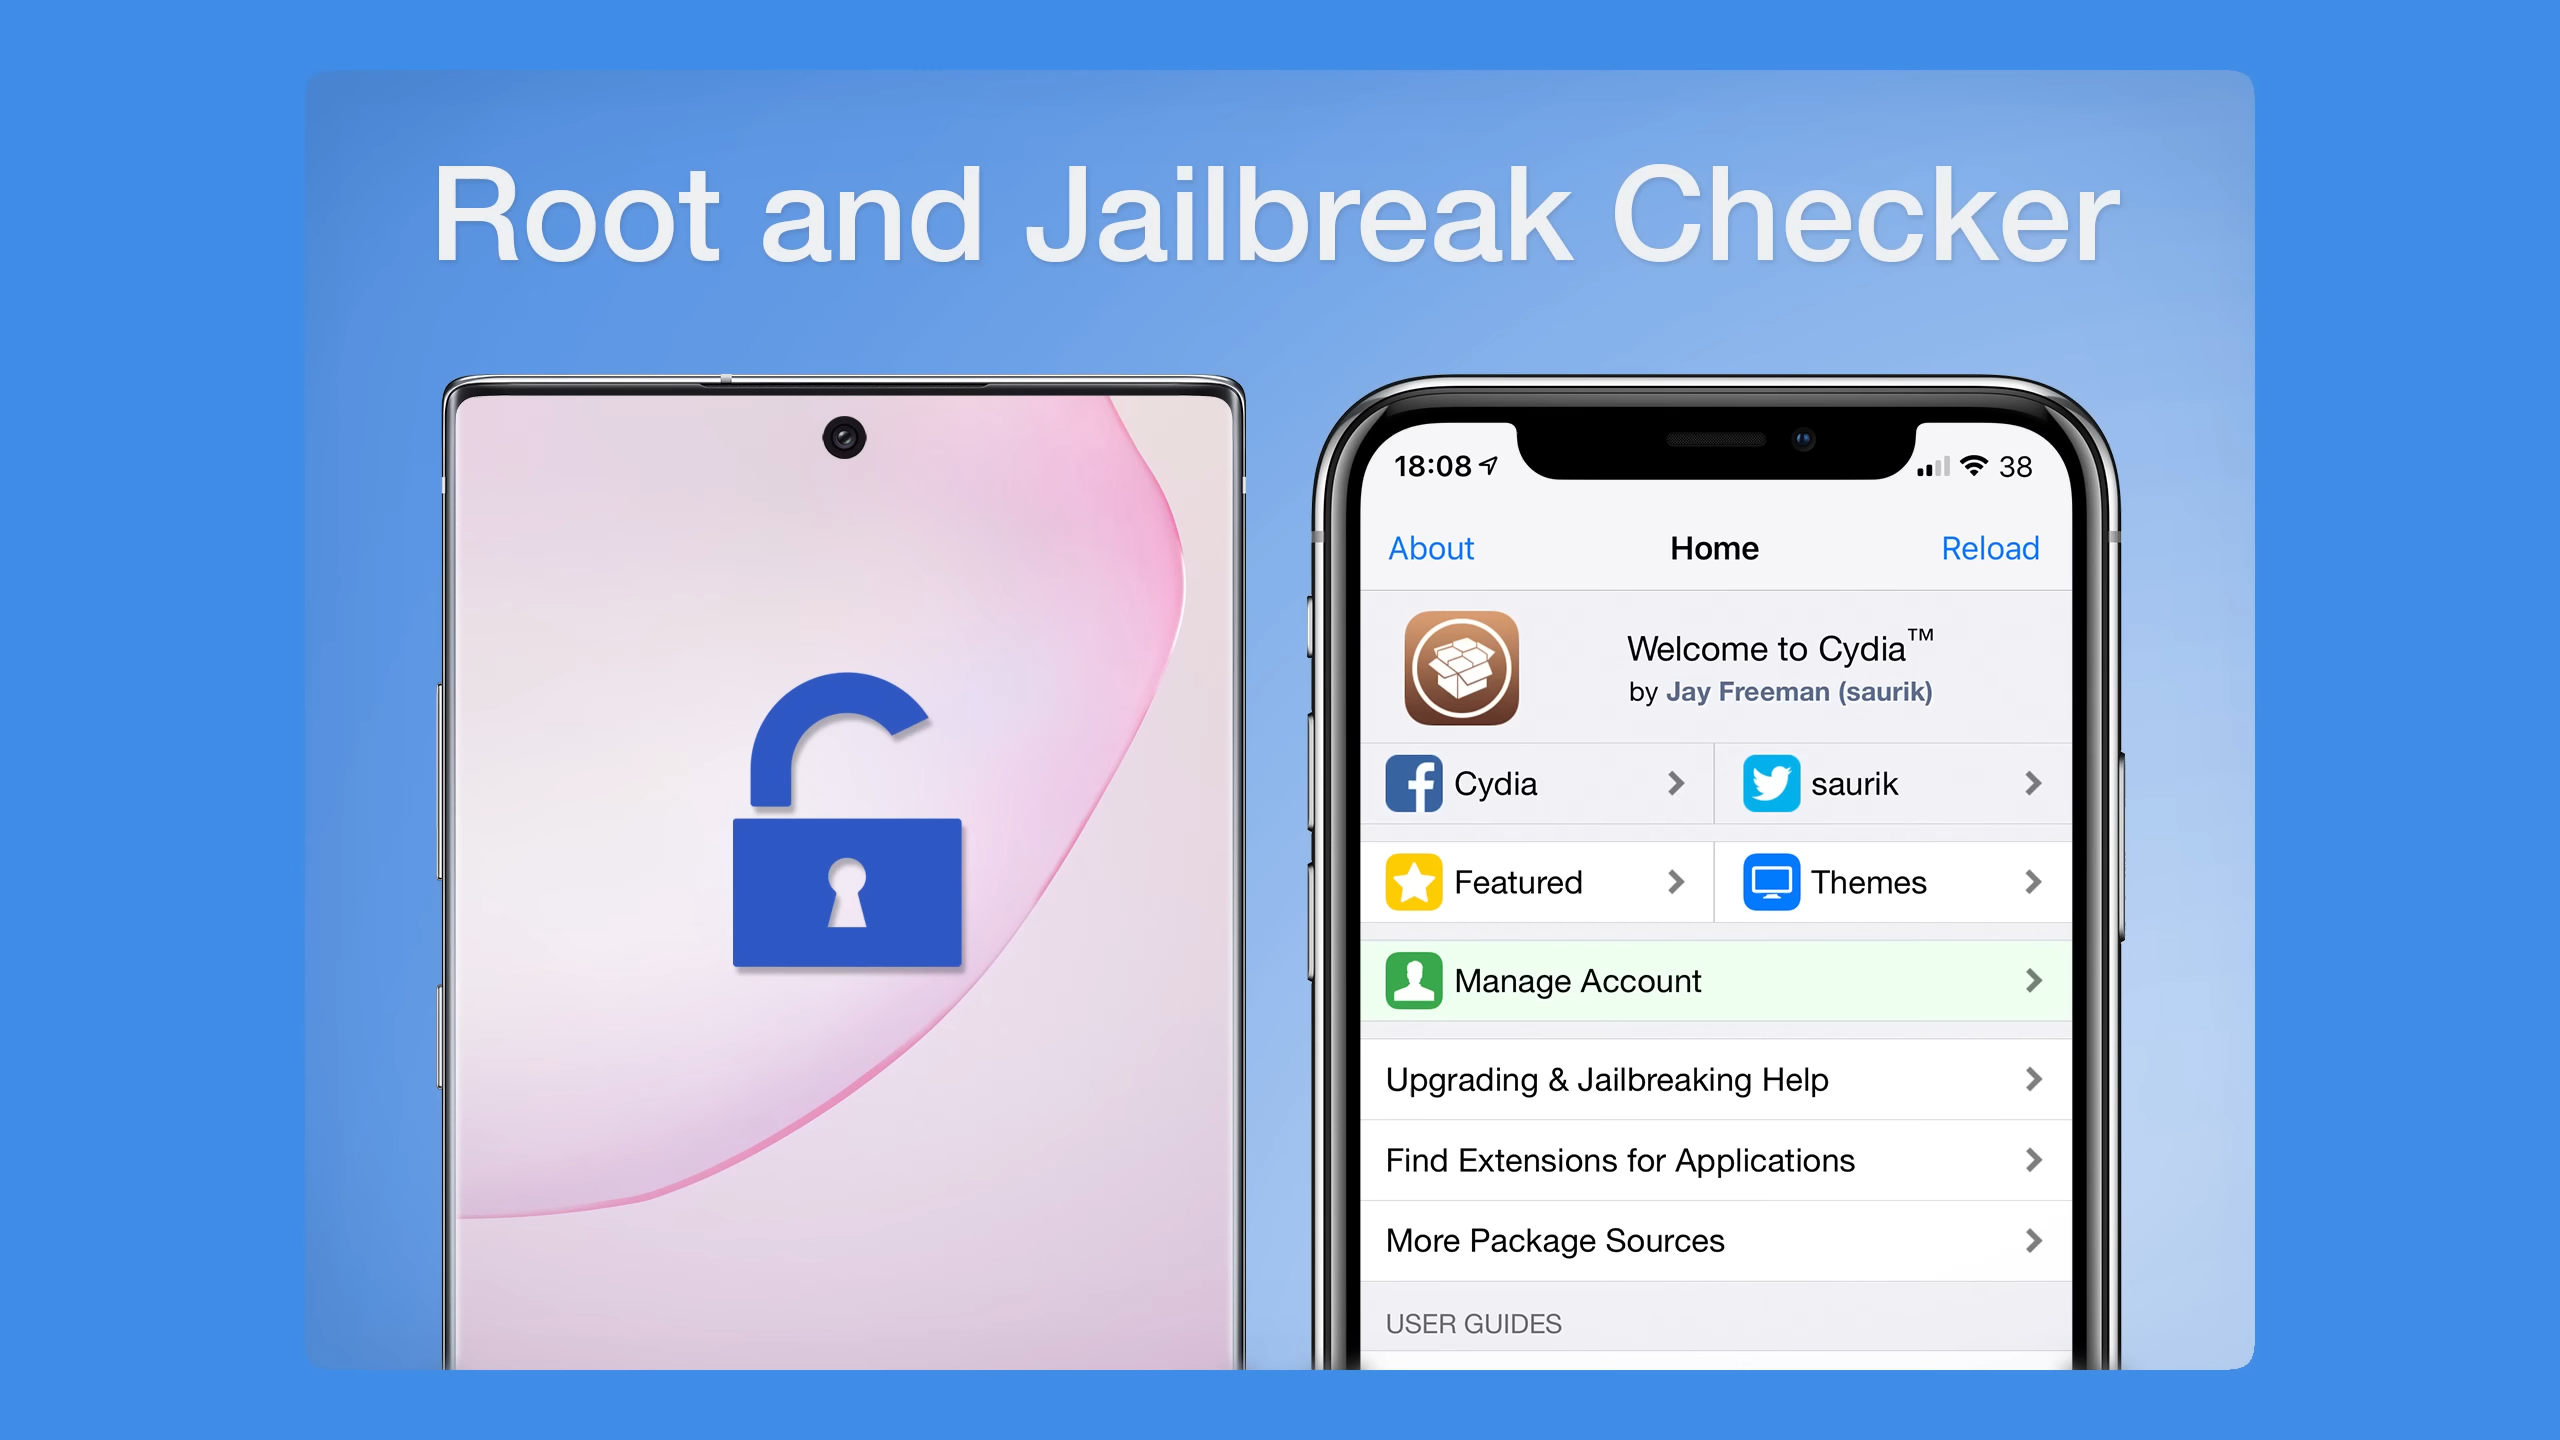 Root and Jailbreak Checker
18:08
38
About
Home
Reload
Welcome to Cydia™
by Jay Freeman (saurik)
Cydia
saurik
Featured
Themes
Manage Account
Upgrading & Jailbreaking Help
Find Extensions for Applications
More Package Sources
USER GUIDES